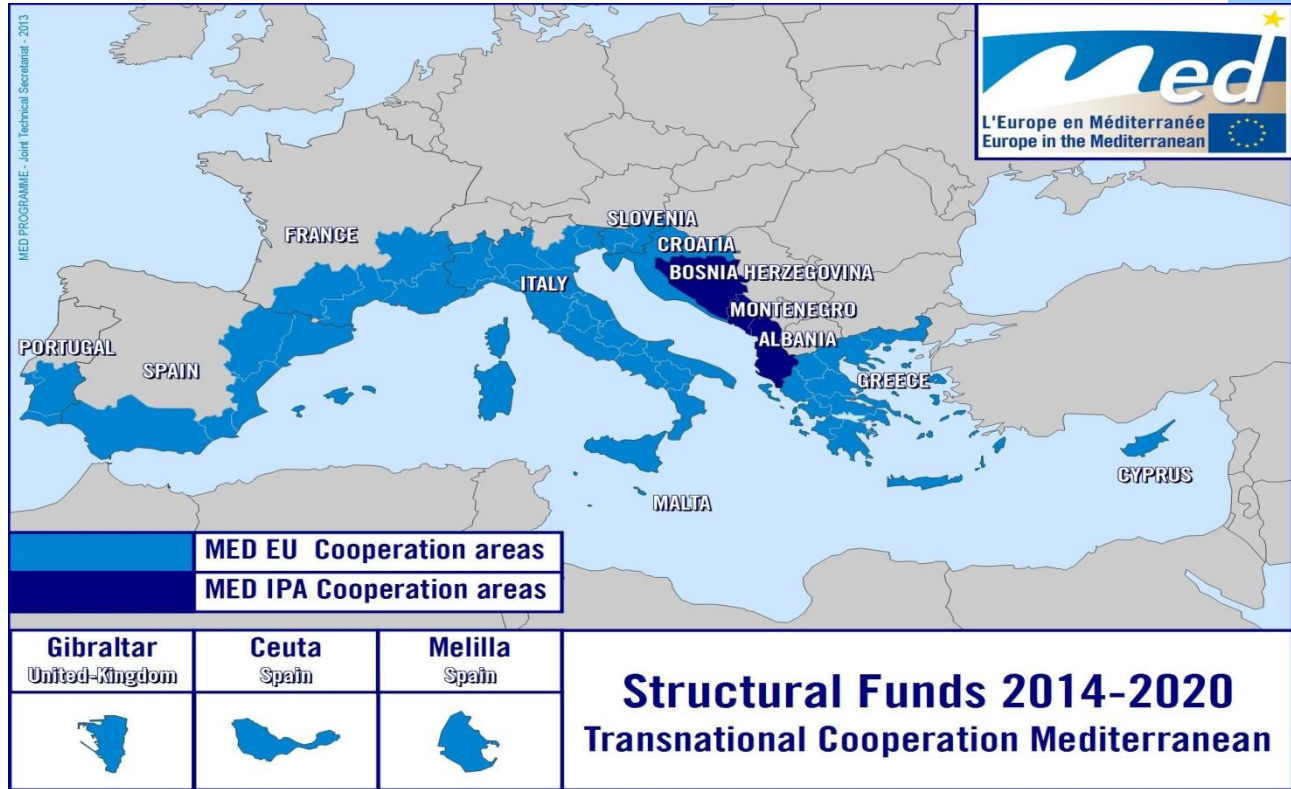 MED PROGRAMME - Joint Technical Secretariat - 2013
Med
L'Europe en Méditerranée
Europe in the Mediterranean
SLOVENIA
FRANCE
CROATIA
BOSNIA HERZEGOVINA
ITALY
MONTENEGRO
ALBANIA
PORTUGAL
SPAIN
GREECE
CYPRUS
MALTA
MED EU Cooperation areas
MED IPA Cooperation areas
Gibraltar
United-Kingdom
Ceuta
Spain
Melilla
Spain
Structural Funds 2014-2020
Transnational Cooperation Mediterranean